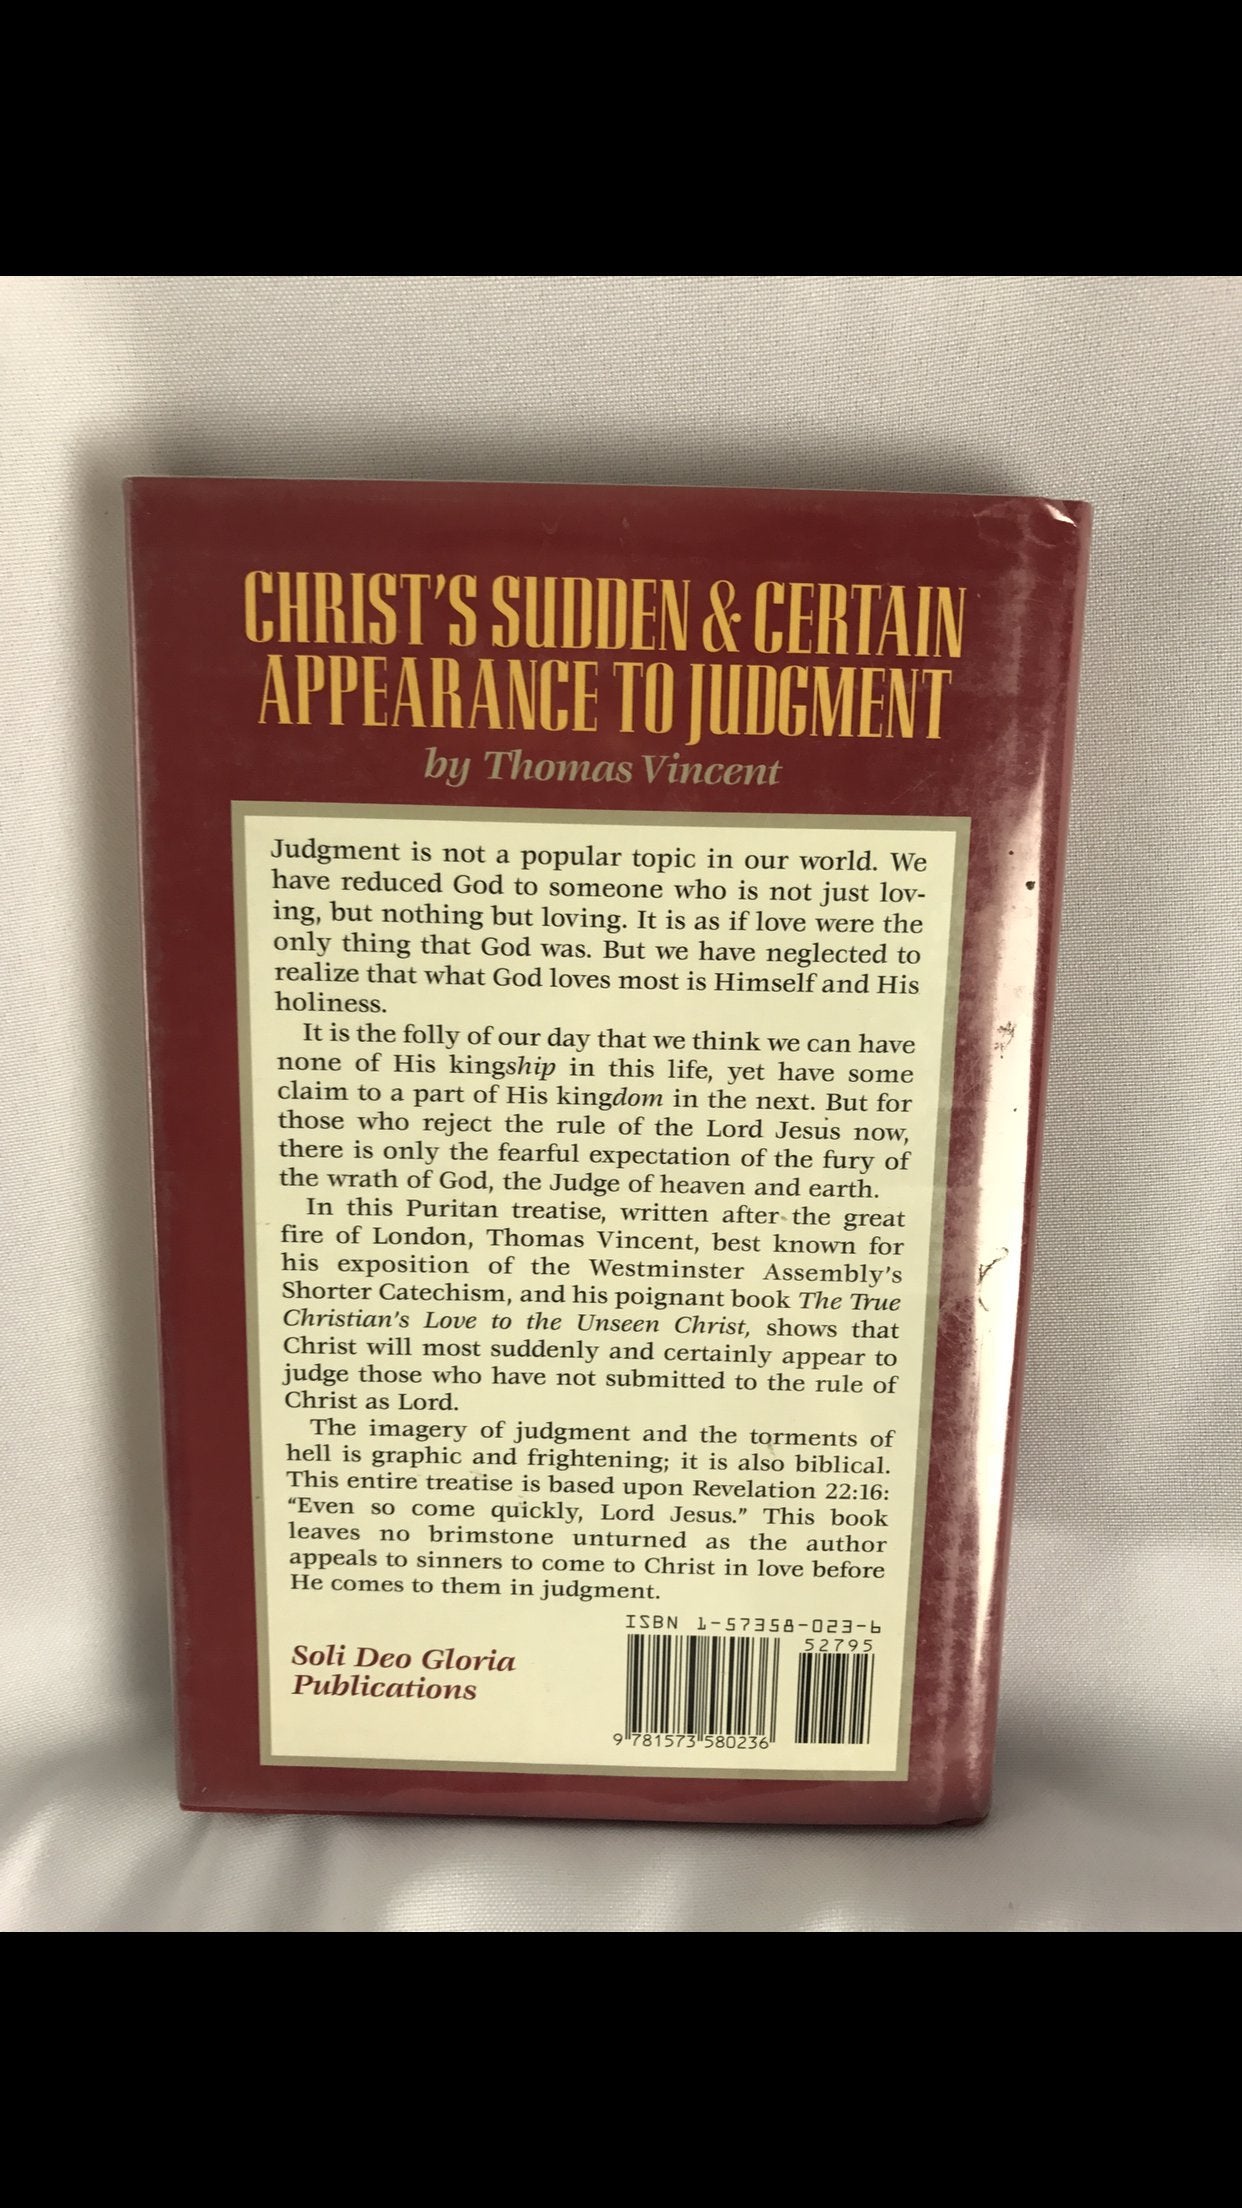 CHRIST'S SUDDEN & CERTAIN
APPEARANCE TO JUDGMENT
by Thomas Vincent
Judgment is not a popular topic in our world. We
have reduced God to someone who is not just lov-
ing, but nothing but loving. It is as if love were the
only thing that God was. But we have neglected to
realize that what God loves most is Himself and His
holiness.
It is the folly of our day that we think we can have
none of His kingship in this life, yet have some
claim to a part of His kingdom in the next. But for
those who reject the rule of the Lord Jesus now,
there is only the fearful expectation of the fury of
the wrath of God, the Judge of heaven and earth.
In this Puritan treatise, written after the great
fire of London, Thomas Vincent, best known for
his exposition of the Westminster Assembly's
Shorter Catechism, and his poignant book The True
Christian's Love to the Unseen Christ, shows that
Christ will most suddenly and certainly appear to
judge those who have not submitted to the rule of
Christ as Lord.
The imagery of judgment and the torments of
hell is graphic and frightening; it is also biblical.
This entire treatise is based upon Revelation 22:16:
“Even so come quickly, Lord Jesus.” This book
leaves no brimstone unturned as the author
appeals to sinners to come to Christ in love before
He comes to them in judgment.
Soli Deo Gloria
Publications
ISBN 1-57358-023-6
52795
9 781573 580236